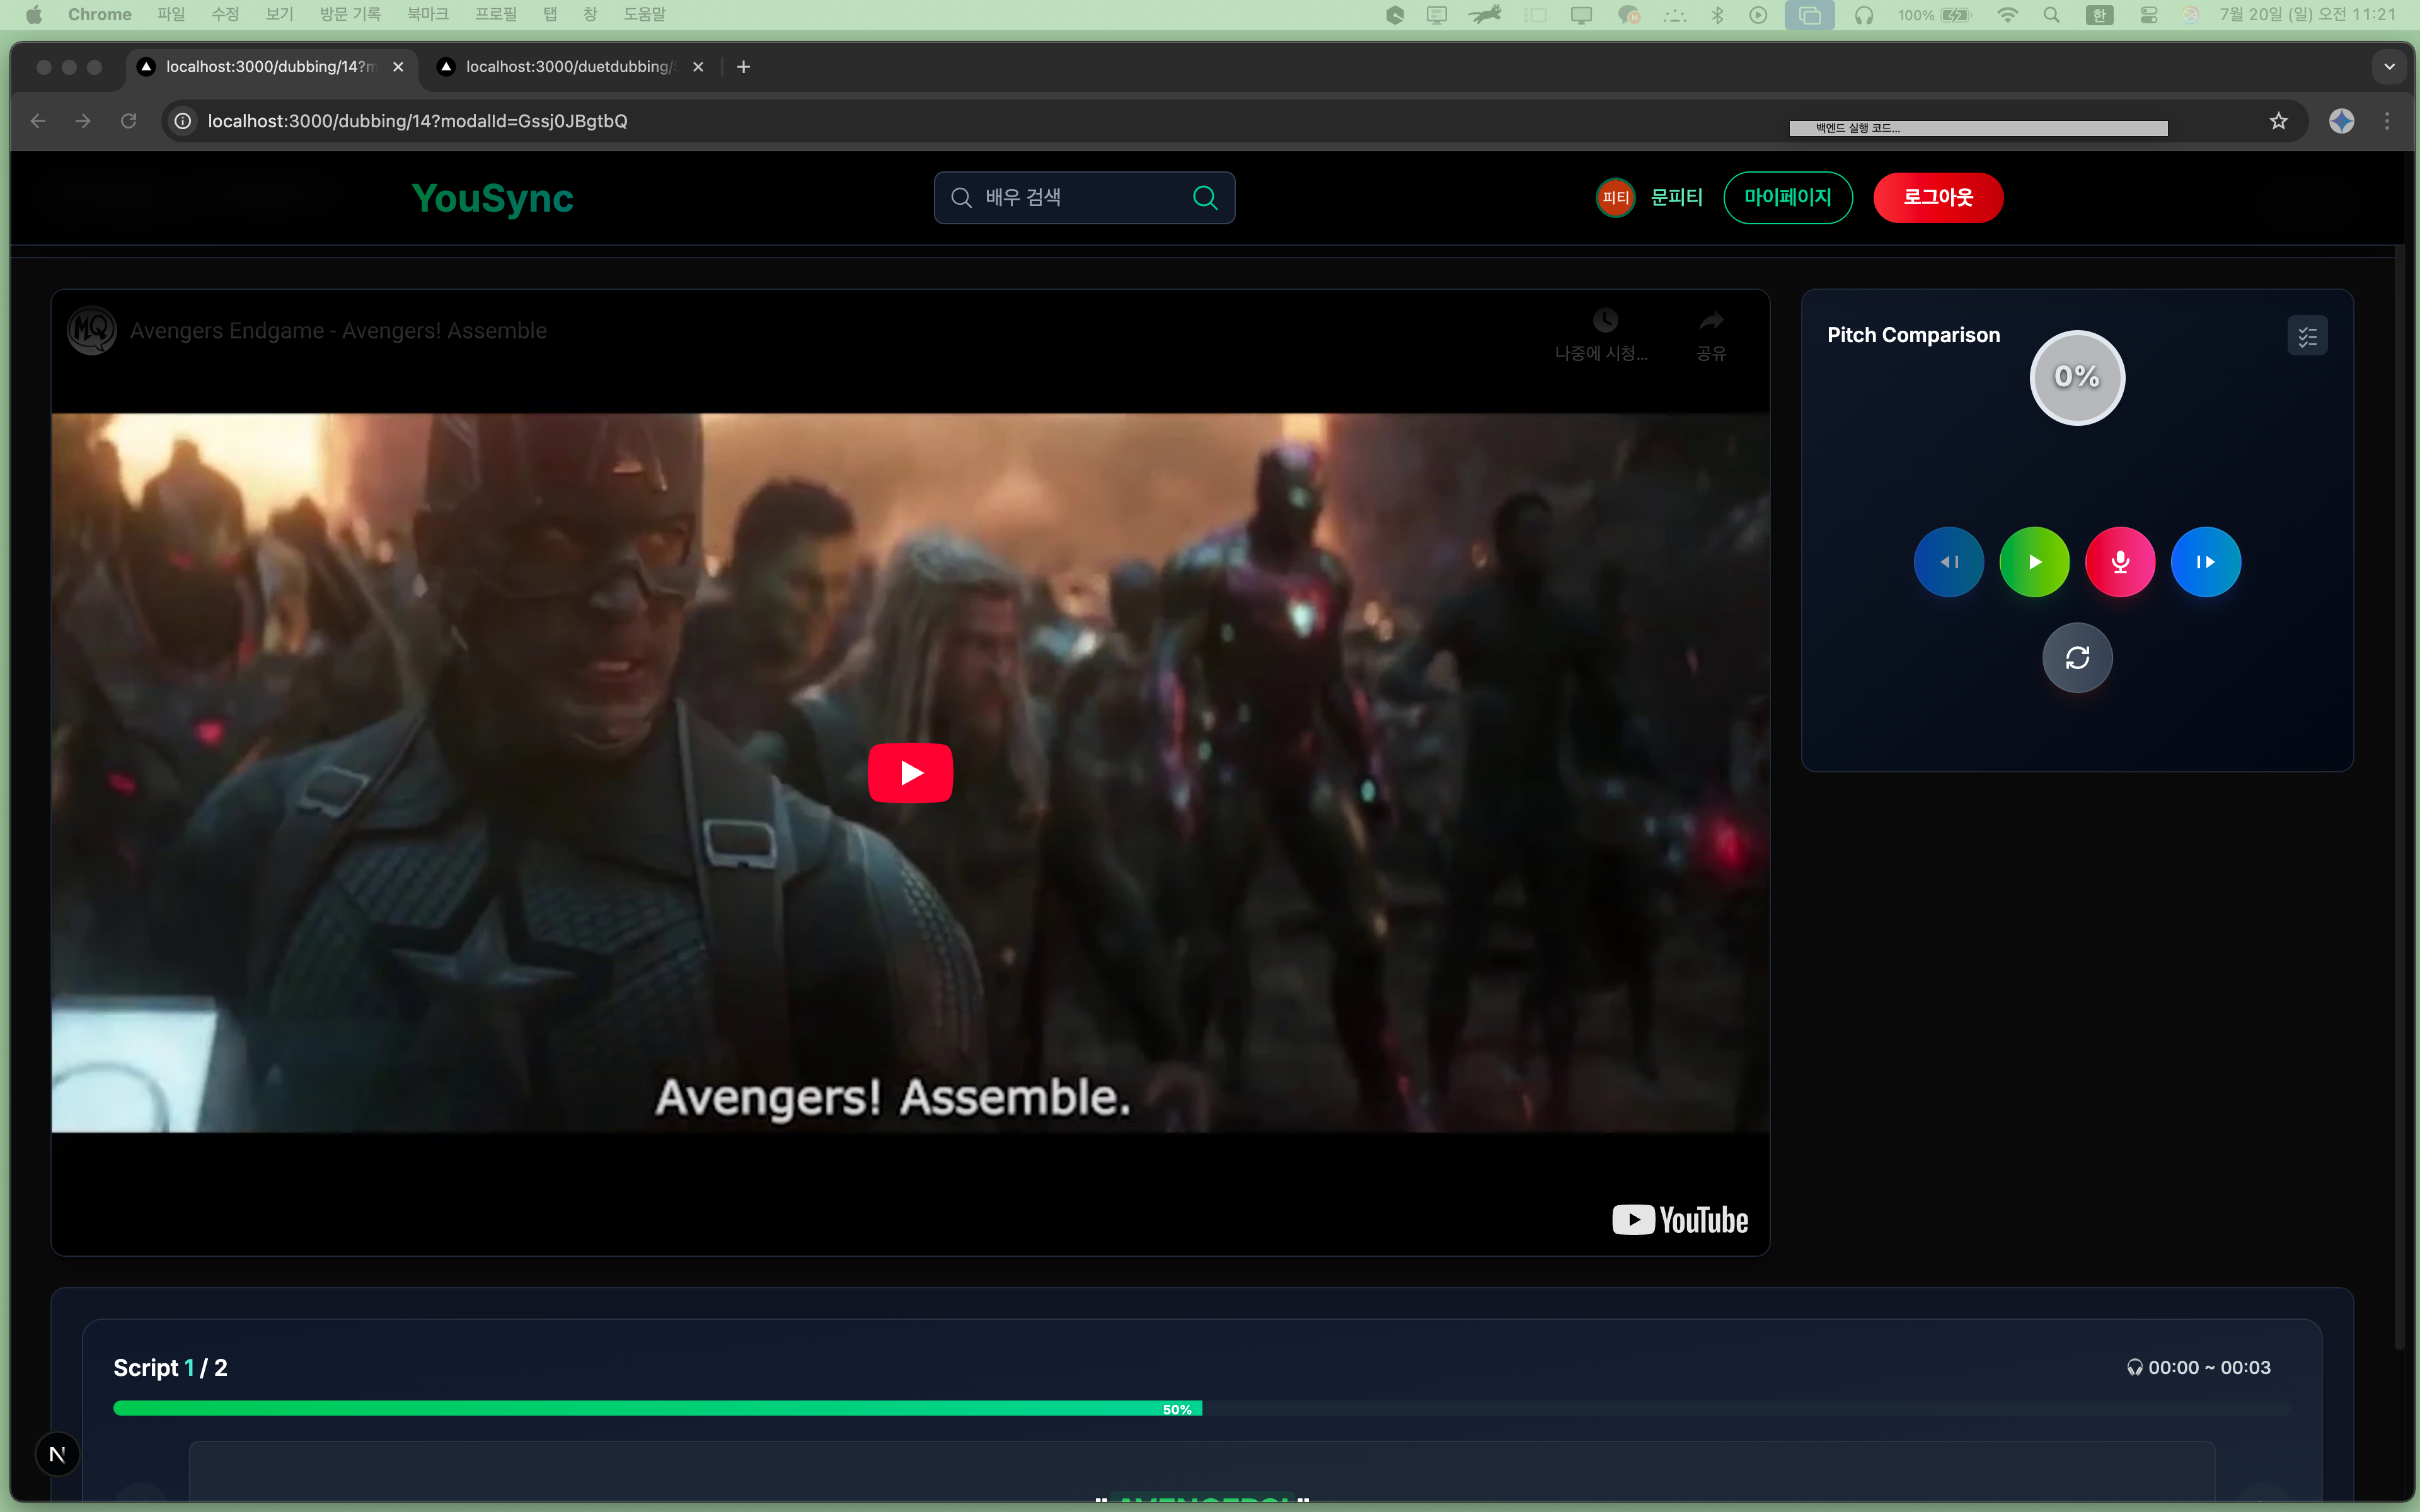 Chrome 파일 수정 보기 방문 기록 북마크 프로필 탭 창 도움말 100% 한 7월 20일 (일) 오전 11:21
localhost:3000/dubbing/14?m localhost:3000/duetdubbing/
localhost:3000/dubbing/14?modalId=Gssj0JBgtbQ
백엔드 실행 코드...
YouSync 배우 검색 피티 문피티 마이페이지 로그아웃
MQ Avengers Endgame - Avengers! Assemble
나중에 시청... 공유
Pitch Comparison
0%
Avengers! Assemble.
YouTube
Script 1 / 2 00:00 ~ 00:03
50%
N